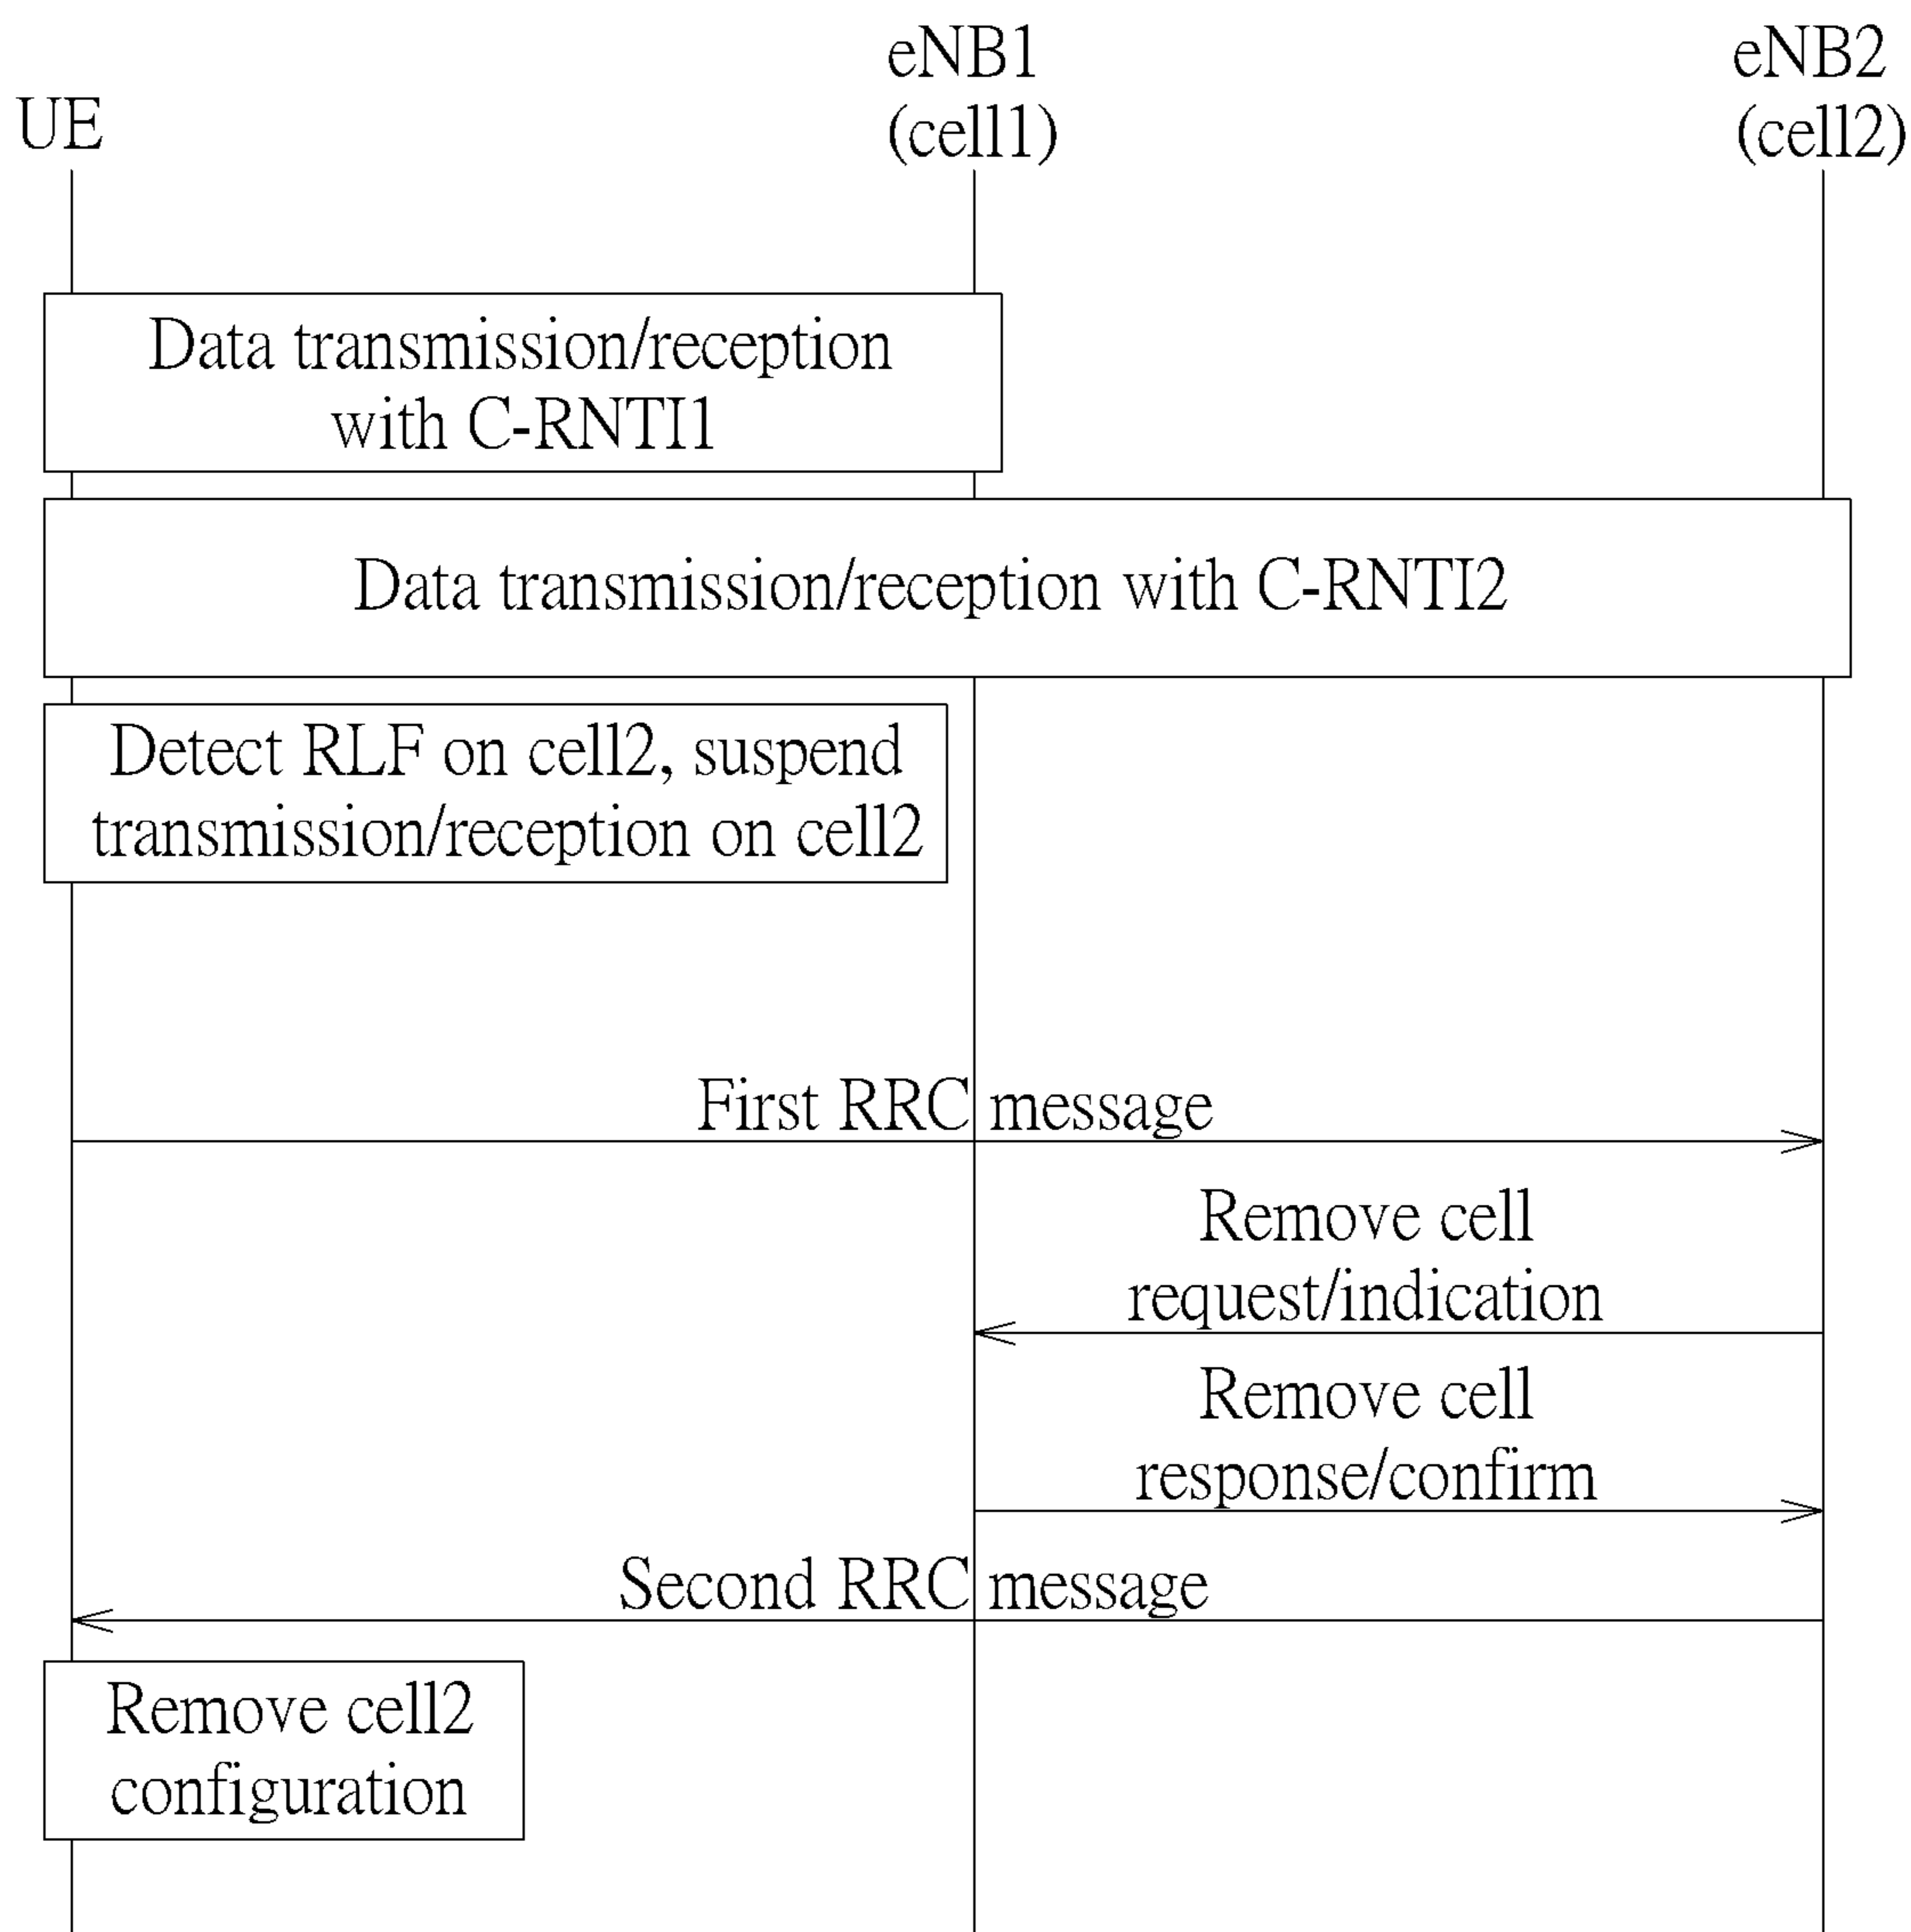 UE
eNB1
(cell1)
eNB2
(cell2)
Data transmission/reception
with C-RNTI1
Data transmission/reception with C-RNTI2
Detect RLF on cell2, suspend
transmission/reception on cell2
First RRC message
Remove cell
request/indication
Remove cell
response/confirm
Second RRC message
Remove cell2
configuration